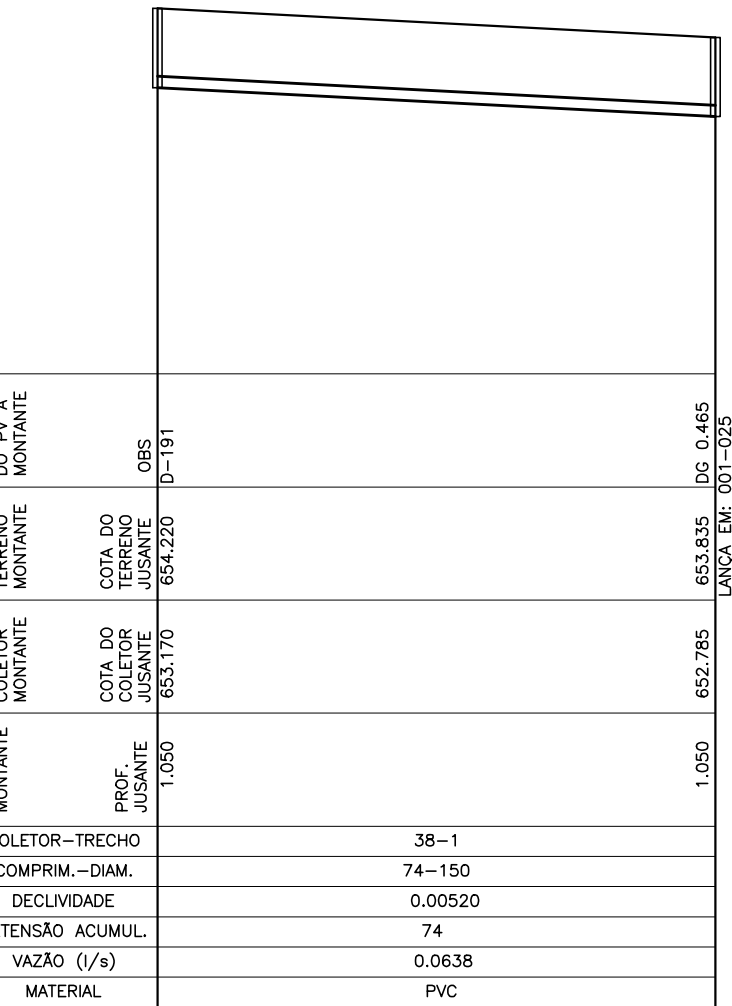 DO PV A
MONTANTE
OBS
D-191
DG 0.465
LANCA EM: 001-025
TERRENO
MONTANTE
COTA DO
TERRENO
JUSANTE
654.220
653.835
COLETOR
MONTANTE
COTA DO
COLETOR
JUSANTE
653.170
652.785
MONTANTE
PROF.
JUSANTE
1.050
1.050
OLETOR-TRECHO
38-1
COMPRIM.-DIAM.
74-150
DECLIVIDADE
0.00520
TENSÃO ACUMUL.
74
VAZÃO (l/s)
0.0638
MATERIAL
PVC